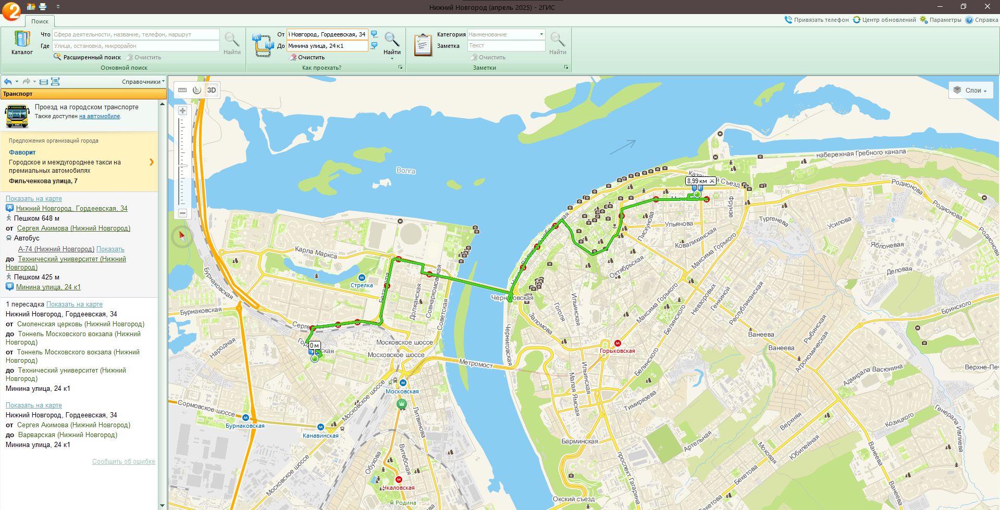 Нижний Новгород (апрель 2025) - 2ГИС
Поиск
Привязать телефон
Центр обновлений
Параметры
Справка
Каталог
Что
Сфера деятельности, название, телефон, маршрут
Где
Улица, остановка, микрорайон
Расширенный поиск
Очистить
Найти
Основной поиск
От
Новгород, Гордеевская, 34
До
Минина улица, 24 к1
Очистить
Найти
Как проехать?
Категория
Наименование
Заметка
Текст
Очистить
Найти
Заметки
Справочники
Транспорт
Проезд на городском транспорте
Также доступен на автомобиле.
Предложения организаций города
Фаворит
Городское и междугороднее такси на
премиальных автомобилях
Фильченкова улица, 7
Показать на карте
A Нижний Новгород, Гордеевская, 34
Пешком 648 м
от Сергея Акимова (Нижний Новгород)
Автобус
А-74 (Нижний Новгород) Показать
до Технический университет (Нижний
Новгород)
Пешком 425 м
B Минина улица, 24 к1
1 пересадка Показать на карте
Нижний Новгород, Гордеевская, 34
от Смоленская церковь (Нижний Новгород)
до Тоннель Московского вокзала (Нижний
Новгород)
от Тоннель Московского вокзала (Нижний
Новгород)
до Технический университет (Нижний
Новгород)
Минина улица, 24 к1
Показать на карте
Нижний Новгород, Гордеевская, 34
от Сергея Акимова (Нижний Новгород)
до Варварская (Нижний Новгород)
Минина улица, 24 к1
Сообщить об ошибке
3D
Слои
Волга
набережная Гребного канала
8,99 км
Съезд
Родионова
Родионова
Фрунзе
Тургенева
Усилова
Пискунова
Ульянова
Ковалихинская
Максима Горького
Яблоневая
Деловая
Октябрьская
Карла Маркса
Бурнаковская
Стрелка
Должанская
Совнаркомовская
Советская
Гоголя
Ильинская
Заломова
Черниговская
Максима Горького
Белинского
Невзоровых
Генкиной
Республиканская
Бринского
Ванеева
Ванеева
Рыбинская
Агрономическая
Бурнаковская
Народная
0 м
Московское шоссе
Московское шоссе
Метромост
Горьковская
Белинского
Ильинская
Малая Ямская
Адмирала Васюнина
Верхне-Пе
Московская
Московское шоссе
Сормовское шоссе
Бурнаковская
Канавинская
Литвинова
Тимирязева
Верхняя
Козицкого
Генерала Ивлиева
Бармин­ская
Артельная
Моховая
Юбилейная
Ванеева
Ванеева
Витебская
Обухова
Московское шоссе
Чкаловская
Родина
проспект Гагарина
Окский съезд
Бекетова
Бекетова